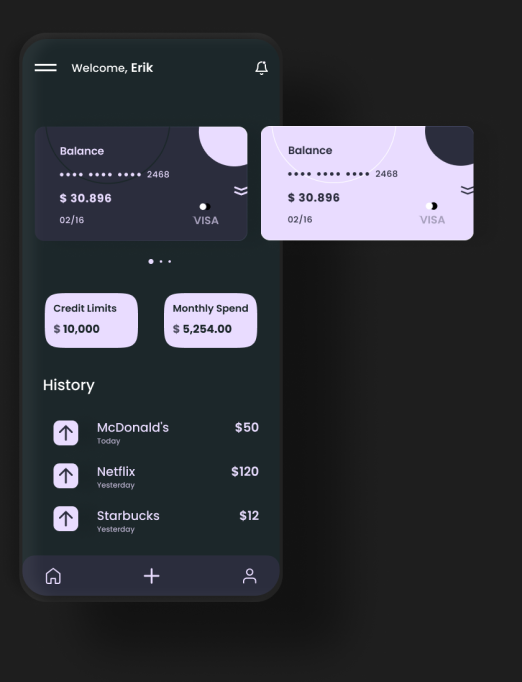 Welcome, Erik
Balance
•••• •••• •••• 2468
$ 30.896
02/16
VISA
Balance
•••• •••• •••• 2468
$ 30.896
02/16
VISA
Credit Limits
$ 10,000
Monthly Spend
$ 5,254.00
History
McDonald's $50
Today
Netflix $120
Yesterday
Starbucks $12
Yesterday